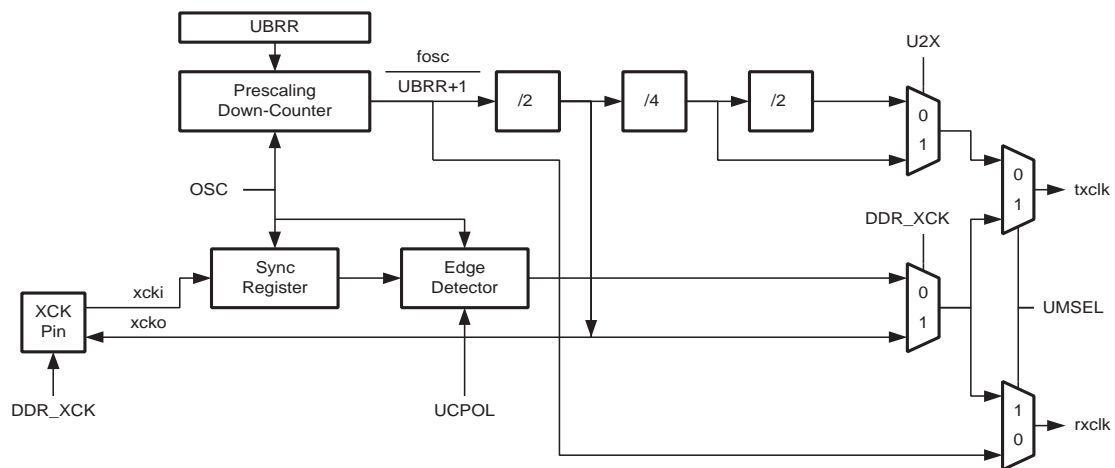 UBRR
Prescaling
Down-Counter
fosc
UBRR+1
/2
/4
/2
U2X
0
1
OSC
0
1
txclk
DDR_XCK
Sync
Register
Edge
Detector
0
1
xcki
XCK
Pin
xcko
UMSEL
DDR_XCK
UCPOL
1
0
rxclk